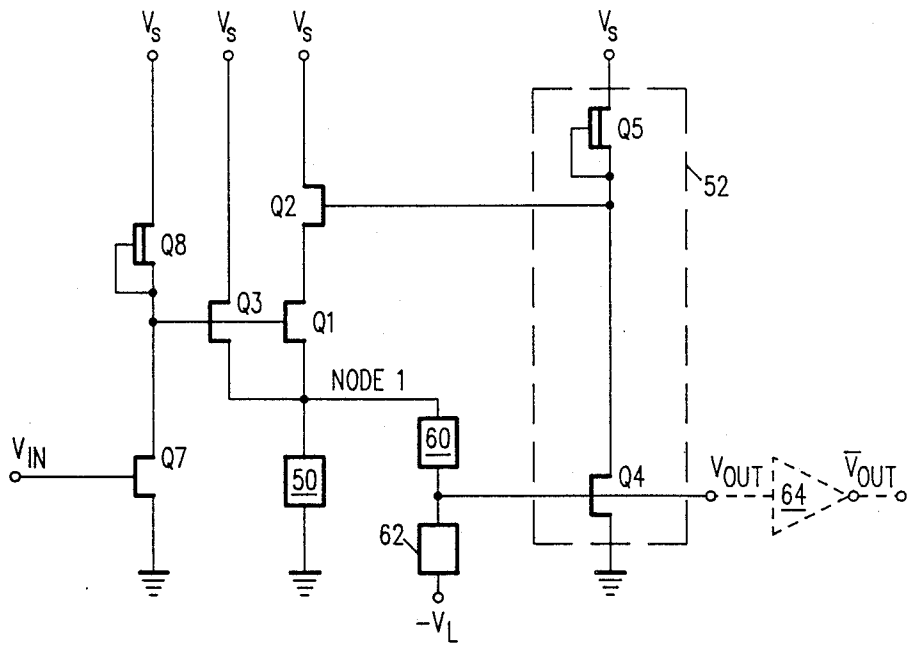 V_S V_S V_S V_S
Q5
52
Q2
Q8
Q3
Q1
NODE 1
60
V_IN
Q7
50
Q4
V_OUT
V̅_OUT
64
62
-V_L